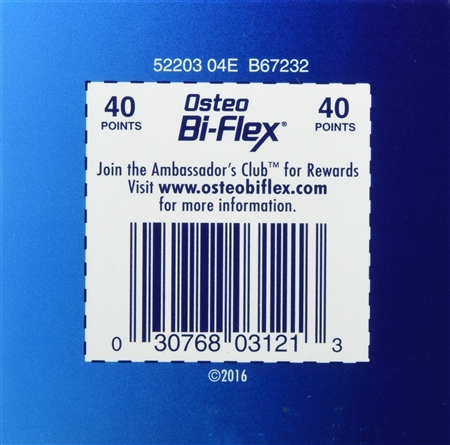 52203 04E B67232
40 POINTS
Osteo
Bi-Flex®
40 POINTS
Join the Ambassador's Club™ for Rewards
Visit www.osteobiflex.com
for more information.
0 30768 03121 3
©2016